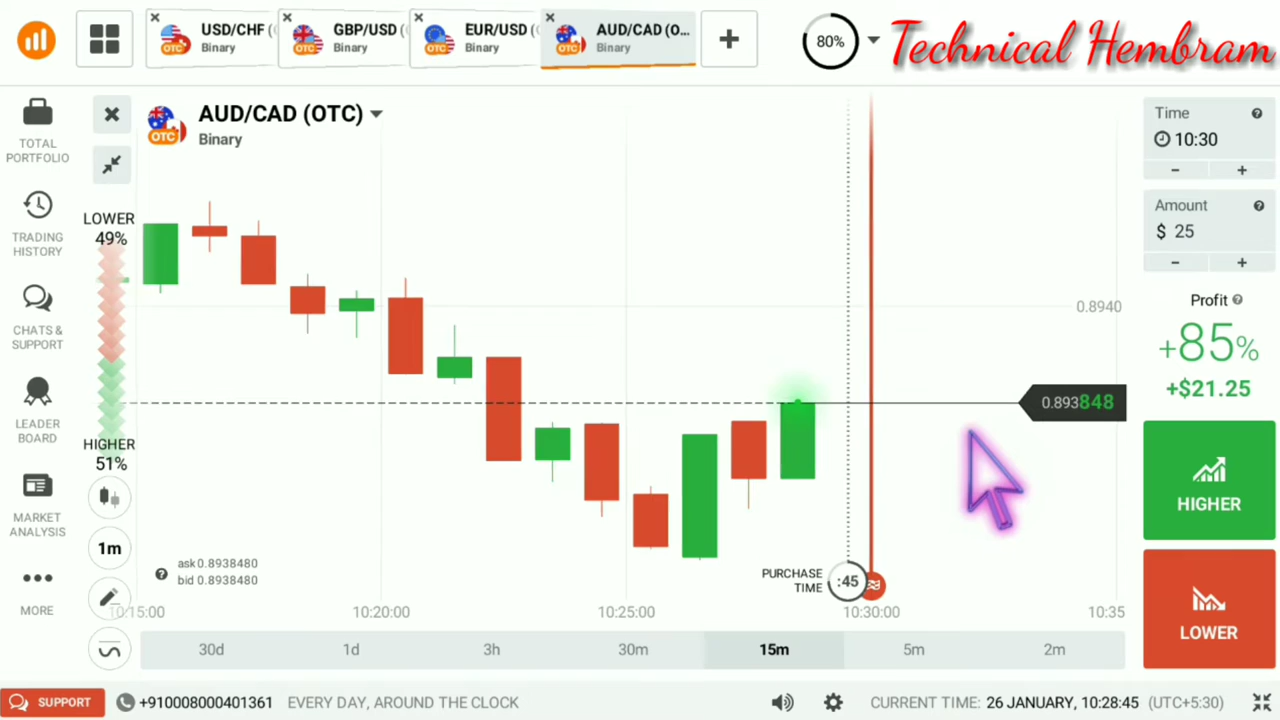 USD/CHF (
Binary
OTC
GBP/USD (
Binary
OTC
EUR/USD (
Binary
OTC
AUD/CAD (O...
Binary
OTC
80%
Technical Hembram
TOTAL
PORTFOLIO
TRADING
HISTORY
CHATS &
SUPPORT
LEADER
BOARD
MARKET
ANALYSIS
MORE
AUD/CAD (OTC)
Binary
OTC
LOWER
49%
HIGHER
51%
1m
0.8940
0.893848
ask 0.8938480
bid 0.8938480
PURCHASE
TIME
:45
10:15:00
10:20:00
10:25:00
10:30:00
10:35
30d
1d
3h
30m
15m
5m
2m
Time
10:30
- +
Amount
$ 25
- +
Profit
+85%
+$21.25
HIGHER
LOWER
SUPPORT
+910008000401361
EVERY DAY, AROUND THE CLOCK
CURRENT TIME: 26 JANUARY, 10:28:45 (UTC+5:30)